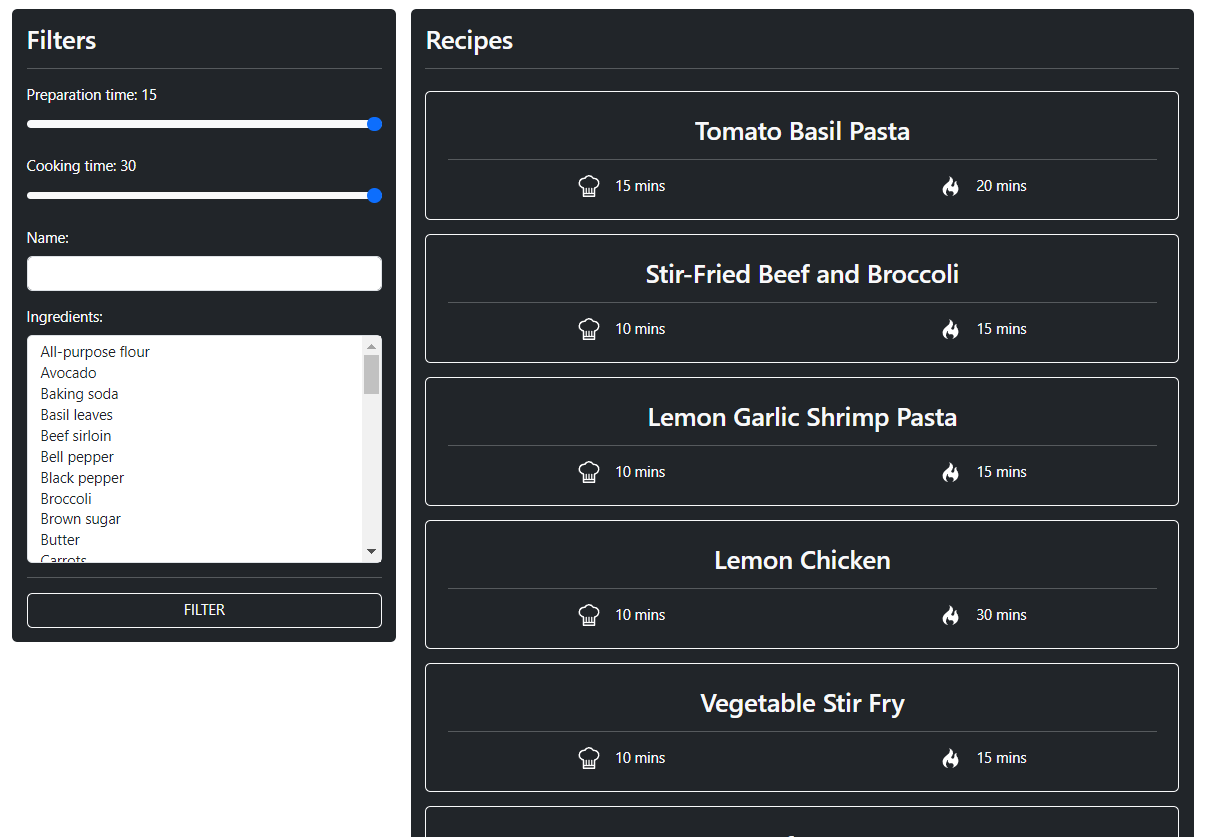 Filters
Preparation time: 15
Cooking time: 30
Name:
Ingredients:
All-purpose flour
Avocado
Baking soda
Basil leaves
Beef sirloin
Bell pepper
Black pepper
Broccoli
Brown sugar
Butter
Carrots
FILTER
Recipes
Tomato Basil Pasta
15 mins
20 mins
Stir-Fried Beef and Broccoli
10 mins
15 mins
Lemon Garlic Shrimp Pasta
10 mins
15 mins
Lemon Chicken
10 mins
30 mins
Vegetable Stir Fry
10 mins
15 mins